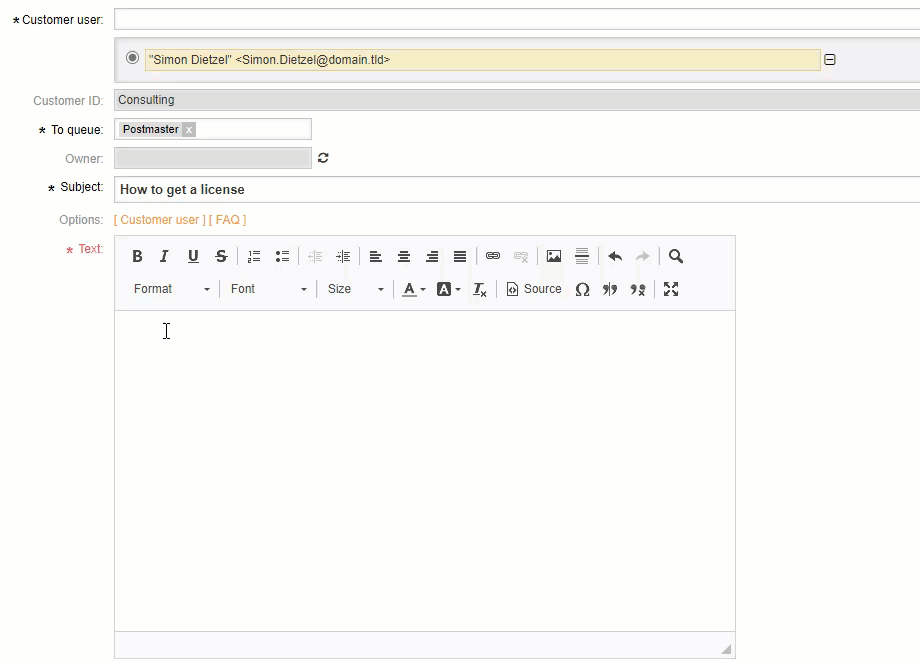 * Customer user:
"Simon Dietzel" <Simon.Dietzel@domain.tld>
Customer ID: Consulting
* To queue: Postmaster x
Owner:
* Subject: How to get a license
Options: [ Customer user ] [ FAQ ]
* Text:
B I U S
Format Font Size A A Ix Source Ω